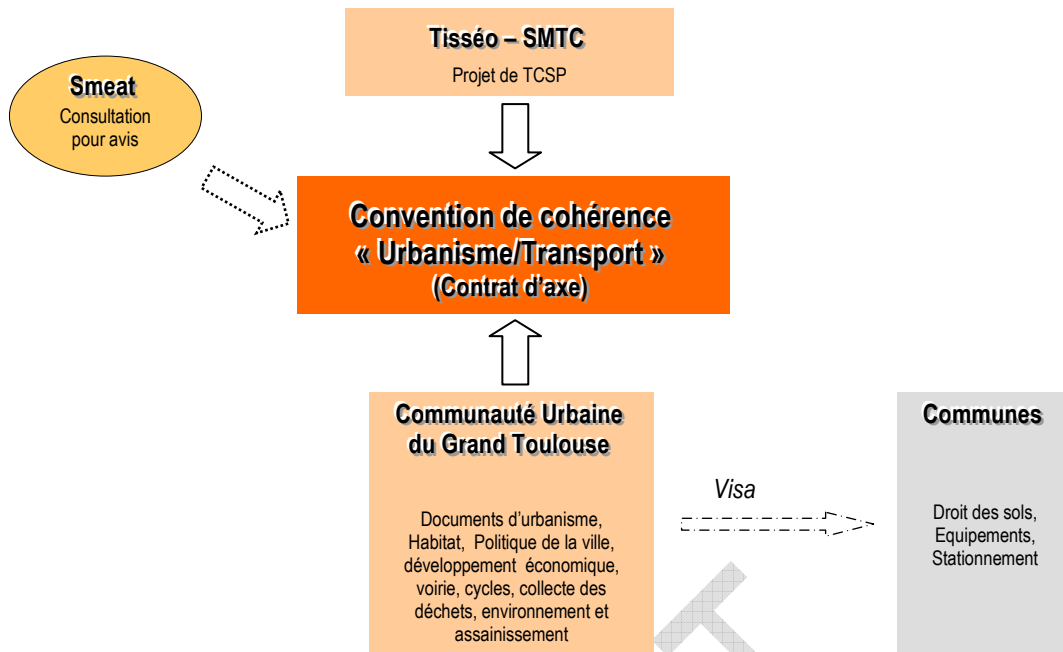 Tisséo – SMTC
Projet de TCSP
Smeat
Consultation
pour avis
Convention de cohérence
« Urbanisme/Transport »
(Contrat d'axe)
Communauté Urbaine
du Grand Toulouse
Documents d'urbanisme,
Habitat, Politique de la ville,
développement économique,
voirie, cycles, collecte des
déchets, environnement et
assainissement
Visa
Communes
Droit des sols,
Equipements,
Stationnement